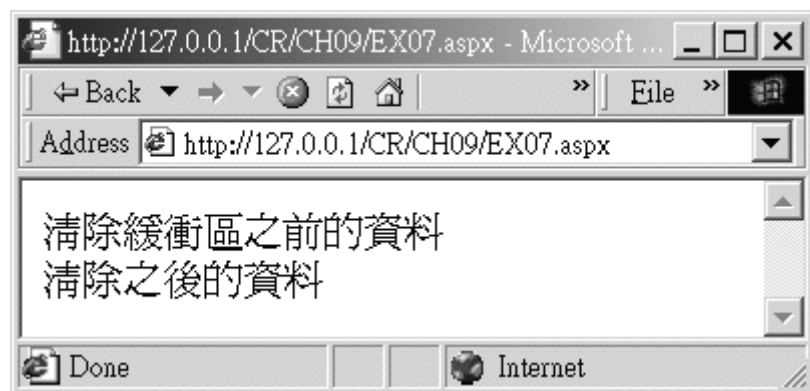 http://127.0.0.1/CR/CH09/EX07.aspx - Microsoft ...
Back » File »
Address http://127.0.0.1/CR/CH09/EX07.aspx
清除緩衝區之前的資料
清除之後的資料
Done Internet